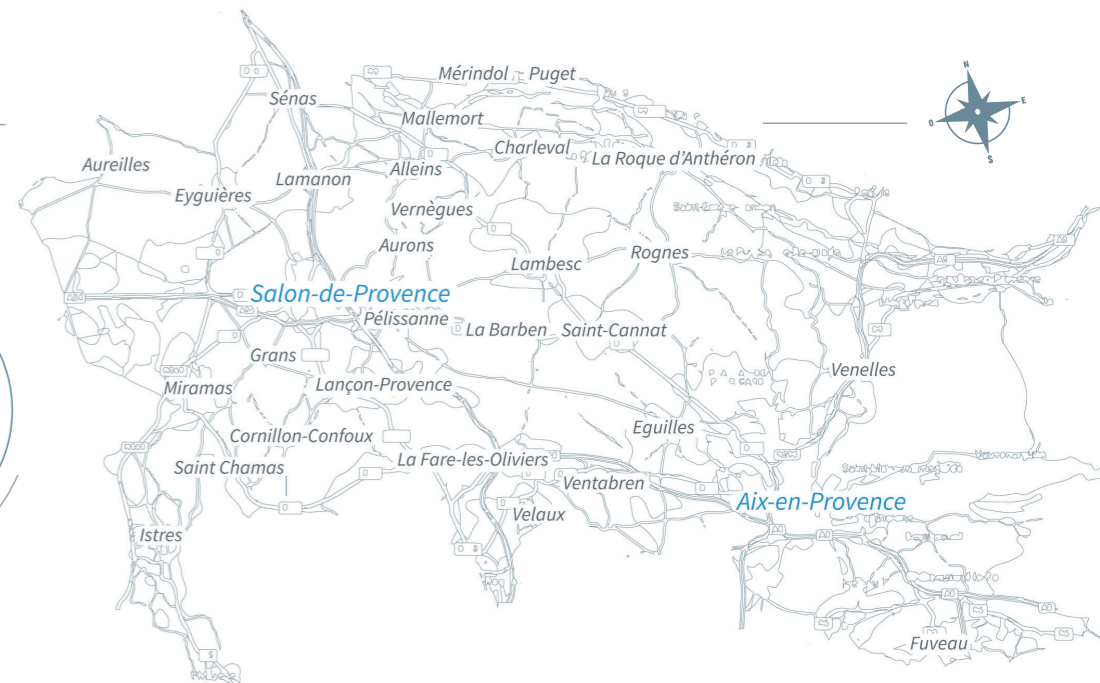 N
E
O
S
Mérindol Puget
Sénas
Mallemort
Charleval
La Roque d’Anthéron
Aureilles
Alleins
Lamanon
Eyguières
Vernègues
Aurons
Rognes
Lambesc
Salon-de-Provence
Pélissanne
La Barben
Saint-Cannat
Grans
Venelles
Miramas
Lançon-Provence
Eguilles
Cornillon-Confoux
La Fare-les-Oliviers
Saint Chamas
Ventabren
Aix-en-Provence
Velaux
Istres
Fuveau